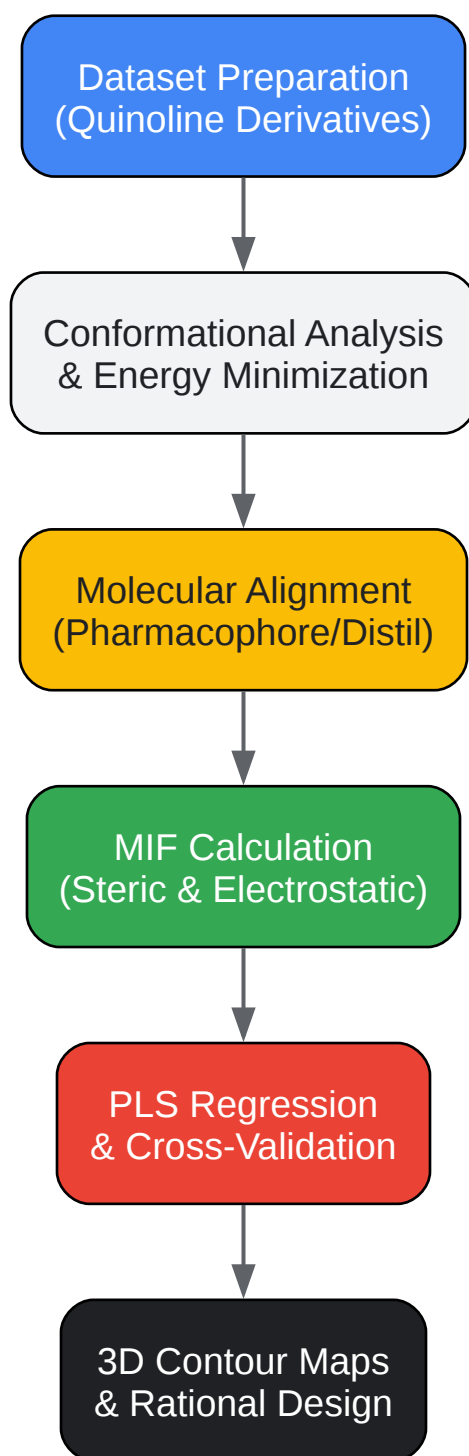 Dataset Preparation
(Quinoline Derivatives)
Conformational Analysis
& Energy Minimization
Molecular Alignment
(Pharmacophore/Distil)
MIF Calculation
(Steric & Electrostatic)
PLS Regression
& Cross-Validation
3D Contour Maps
& Rational Design